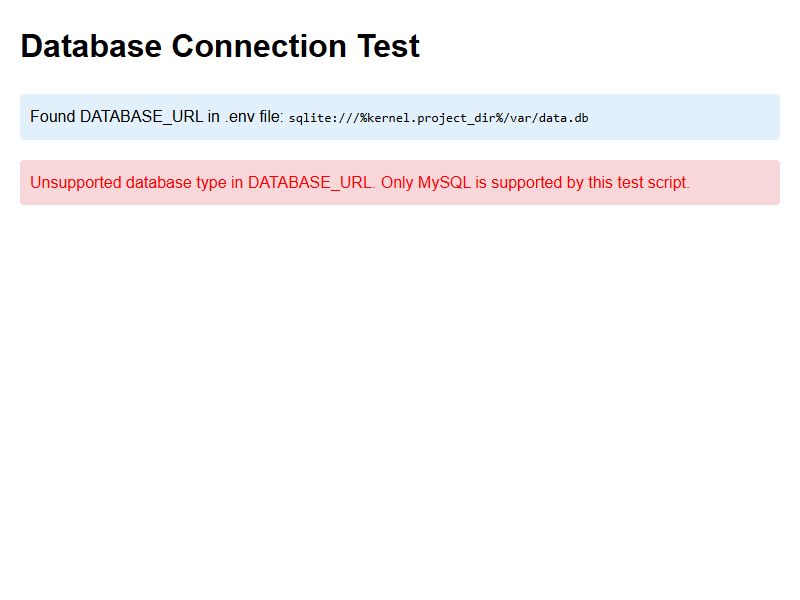 Database Connection Test
Found DATABASE_URL in .env file: sqlite:///%kernel.project_dir%/var/data.db
Unsupported database type in DATABASE_URL. Only MySQL is supported by this test script.